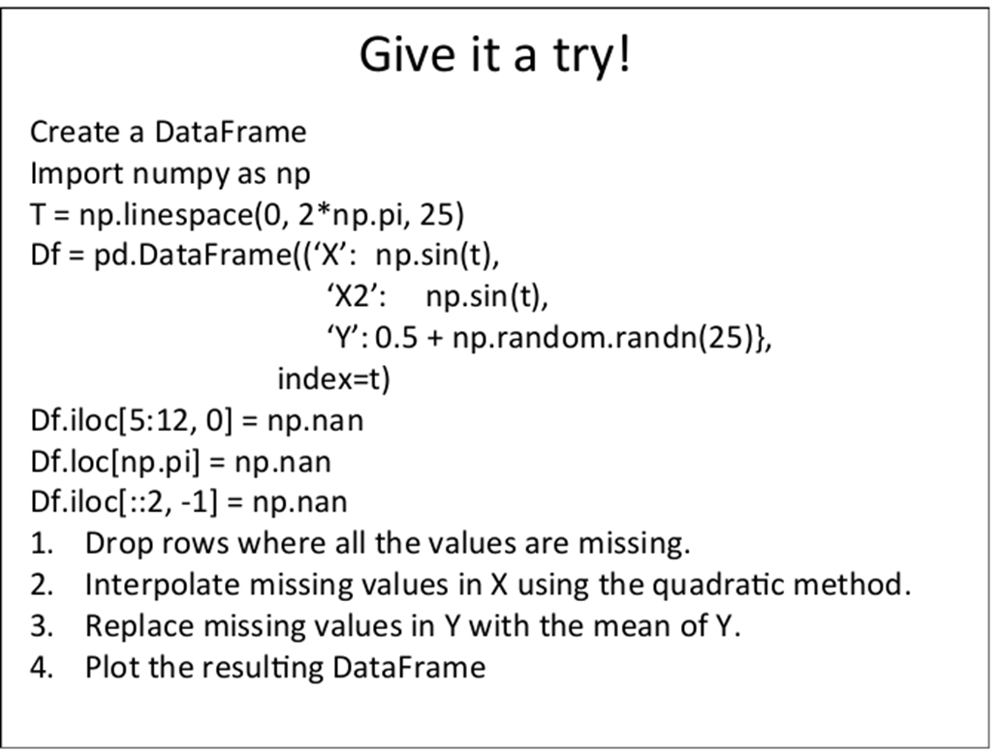 Give it a try!
Create a DataFrame
Import numpy as np
T = np.linespace(0, 2*np.pi, 25)
Df = pd.DataFrame((‘X’: np.sin(t),
‘X2’: np.sin(t),
‘Y’: 0.5 + np.random.randn(25)},
index=t)
Df.iloc[5:12, 0] = np.nan
Df.loc[np.pi] = np.nan
Df.iloc[::2, -1] = np.nan
1. Drop rows where all the values are missing.
2. Interpolate missing values in X using the quadratic method.
3. Replace missing values in Y with the mean of Y.
4. Plot the resulting DataFrame